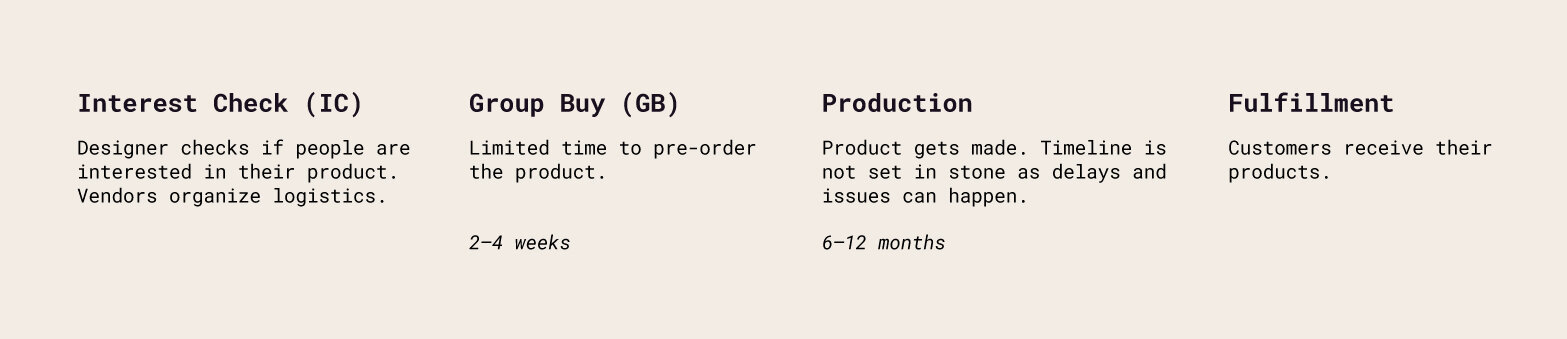 Interest Check (IC)
Designer checks if people are
interested in their product.
Vendors organize logistics.
Group Buy (GB)
Limited time to pre-order
the product.
2–4 weeks
Production
Product gets made. Timeline is
not set in stone as delays and
issues can happen.
6–12 months
Fulfillment
Customers receive their
products.